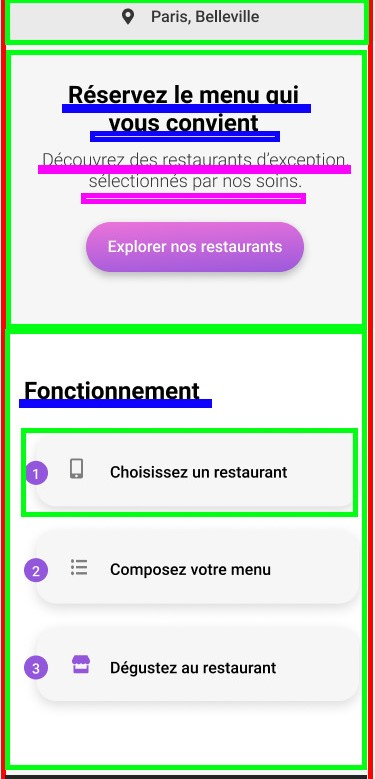 Paris, Belleville
Réservez le menu qui
vous convient
Découvrez des restaurants d'exception,
sélectionnés par nos soins.
Explorer nos restaurants
Fonctionnement
1 Choisissez un restaurant
2 Composez votre menu
3 Dégustez au restaurant